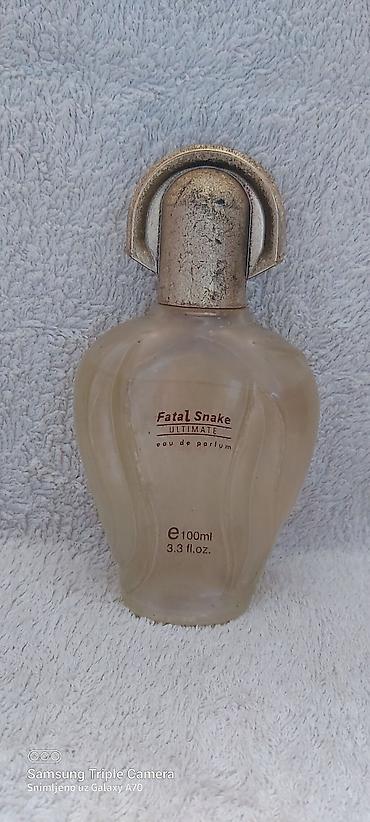 Fatal Snake
ULTIMATE
eau de parfum
e100ml
3.3 fl.oz.
Samsung Triple Camera
Snimljeno uz Galaxy A70